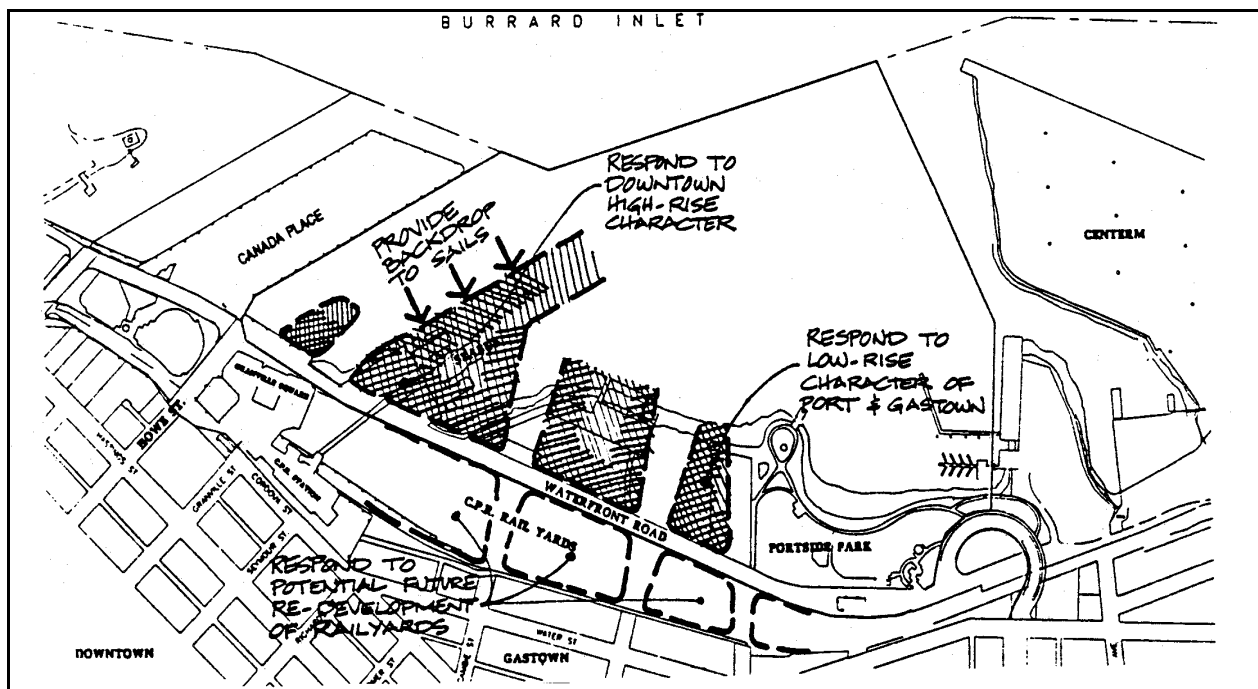 BURRARD INLET
RESPOND TO
DOWNTOWN
HIGH-RISE
CHARACTER
PROVIDE
BACKDROP
TO SAILS
CANADA PLACE
CENTERM
RESPOND TO
LOW-RISE
CHARACTER OF
PORT & GASTOWN
GRANVILLE SQUARE
HOWE ST.
HASTINGS ST
GRANVILLE ST
C.P.R. STATION
CORDOVA ST
SEYMOUR ST
WATERFRONT ROAD
C.P.R. RAIL YARDS
PORTSIDE PARK
RESPOND TO
POTENTIAL FUTURE
RE-DEVELOPMENT
OF RAILYARDS
WATER ST
DOWNTOWN
GASTOWN